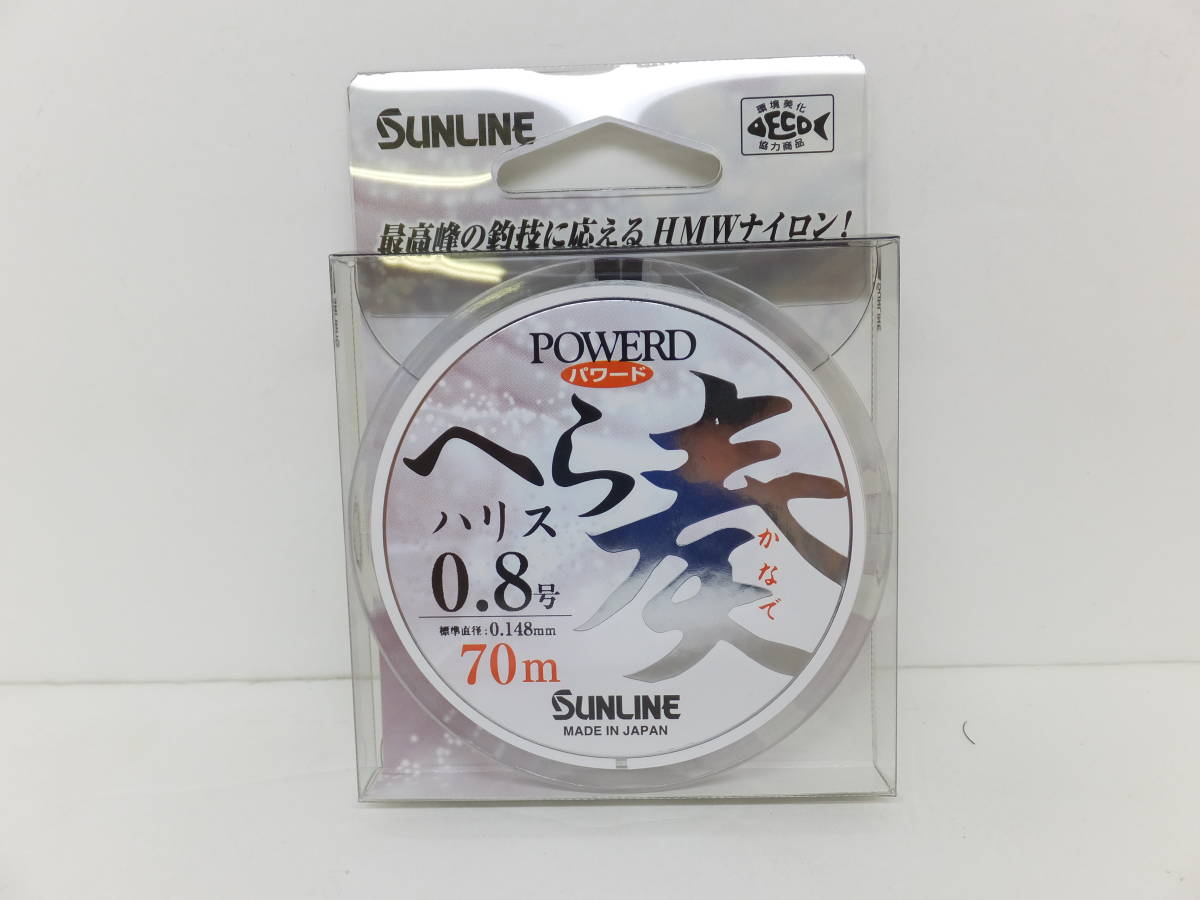 SUNLINE
環境美化
DECO
協力商品
最高峰の釣技に応えるHMWナイロン!
POWERD
パワード
へら奏
かなで
ハリス
0.8号
標準直径:0.148mm
70m
SUNLINE
MADE IN JAPAN
SUNLINE